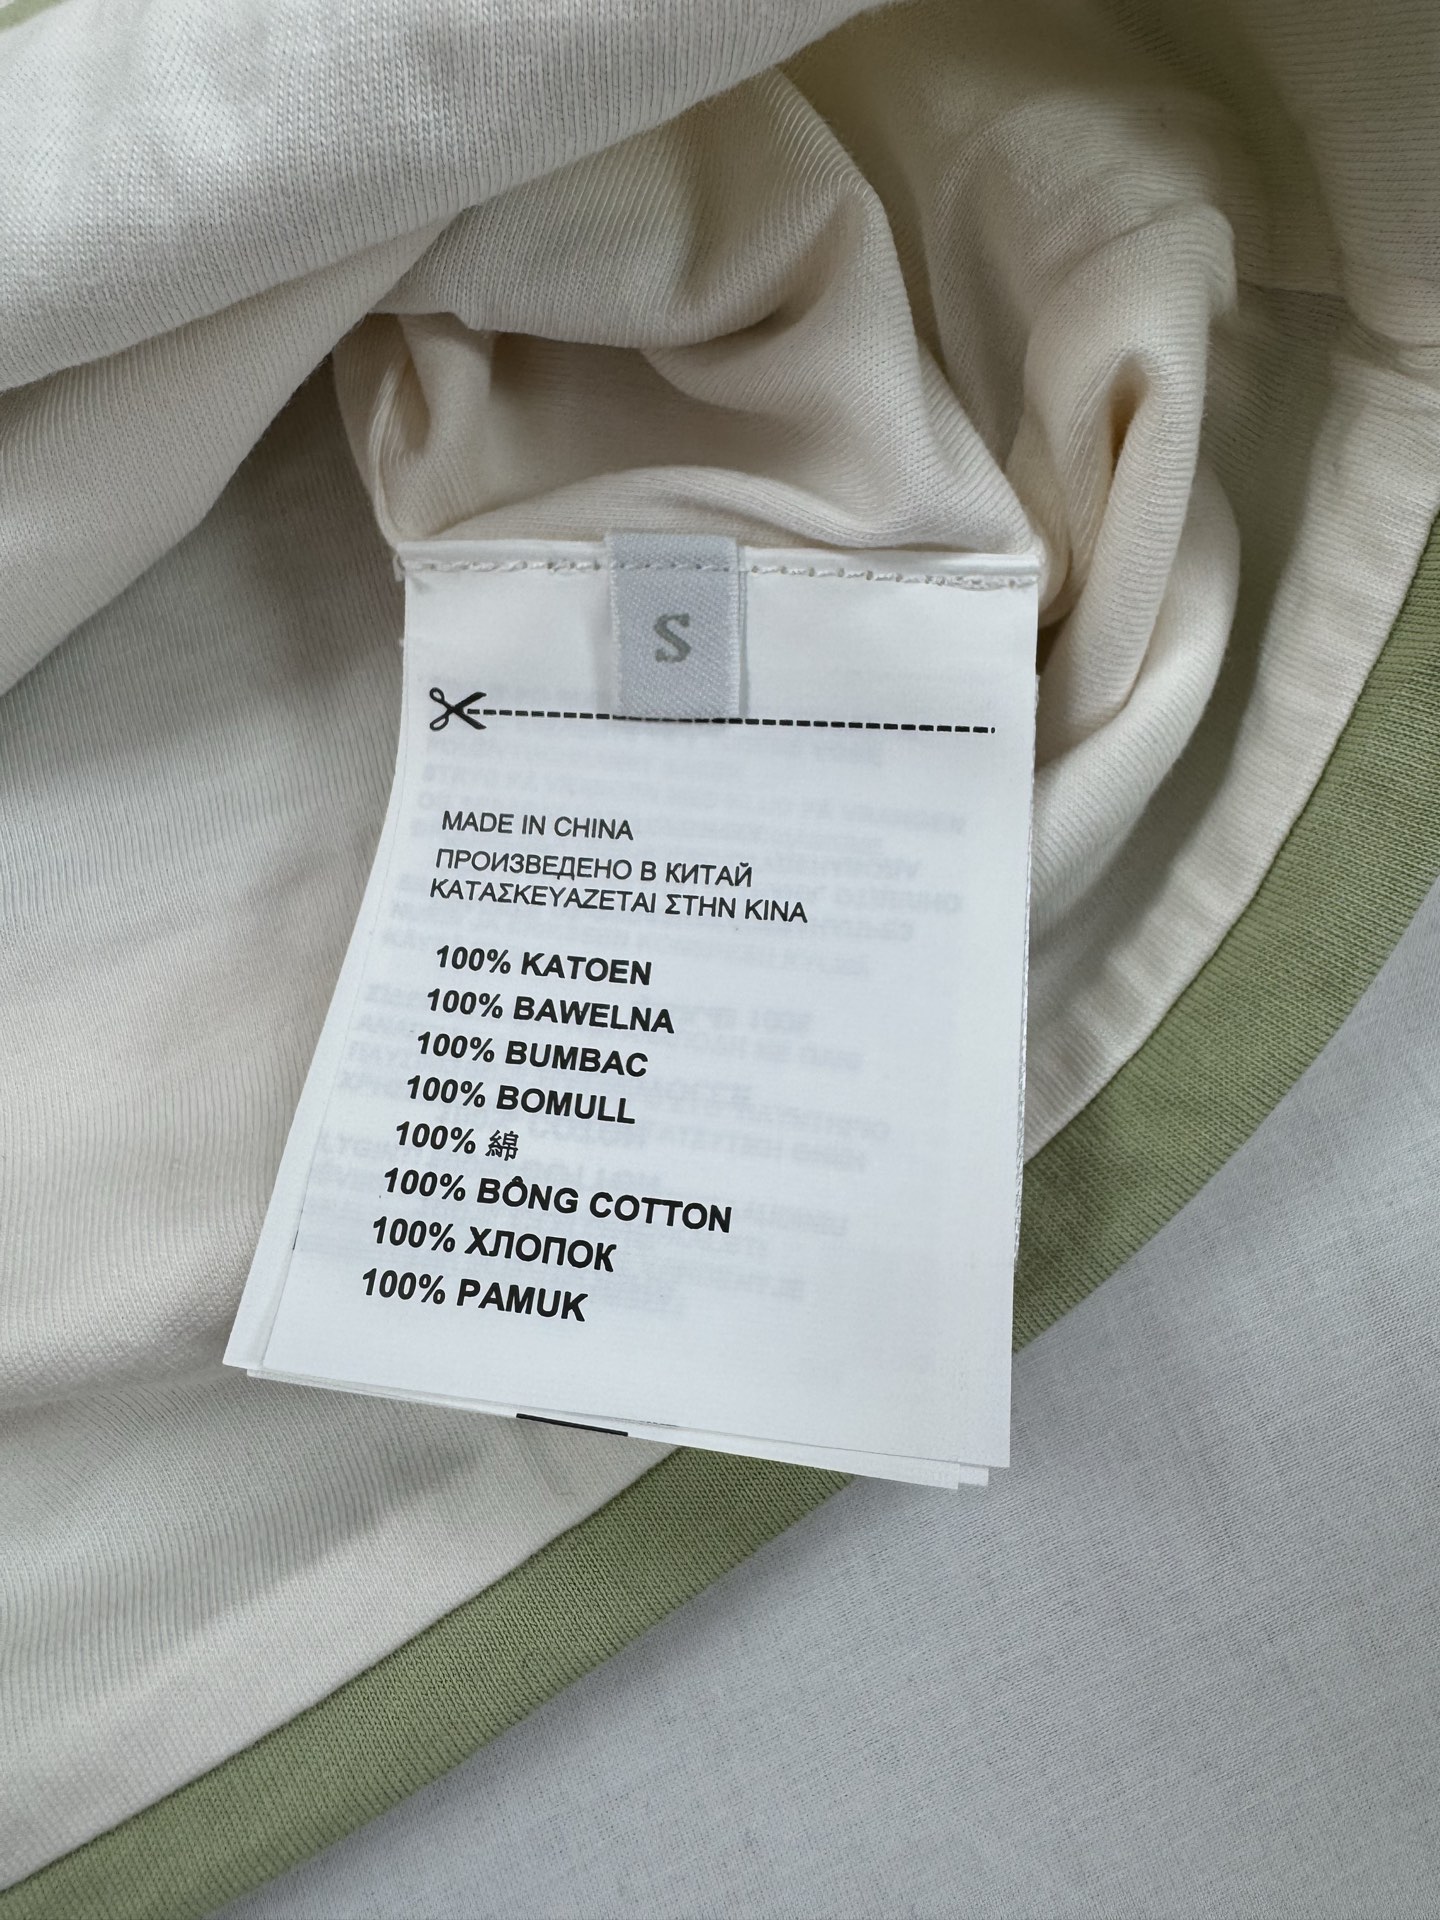 S
MADE IN CHINA
ПРОИЗВЕДЕНО В КИТАЙ
ΚΑΤΑΣΚΕΥΑΖΕΤΑΙ ΣΤΗΝ ΚΙΝΑ
100% KATOEN
100% BAWELNA
100% BUMBAC
100% BOMULL
100% 綿
100% BÔNG COTTON
100% ХЛОПОК
100% PAMUK